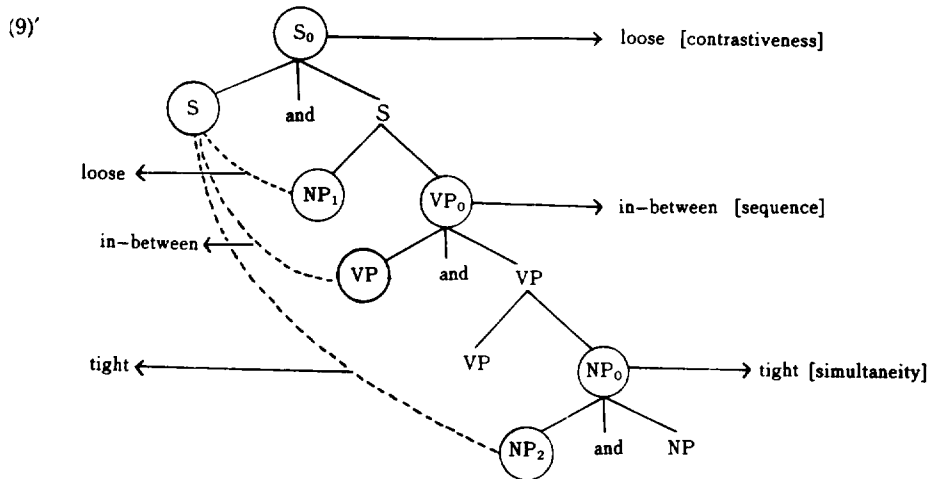 (9)′
S₀ loose [contrastiveness]
S and S
loose NP₁ VP₀ in-between [sequence]
in-between VP and VP
tight VP NP₀ tight [simultaneity]
NP₂ and NP